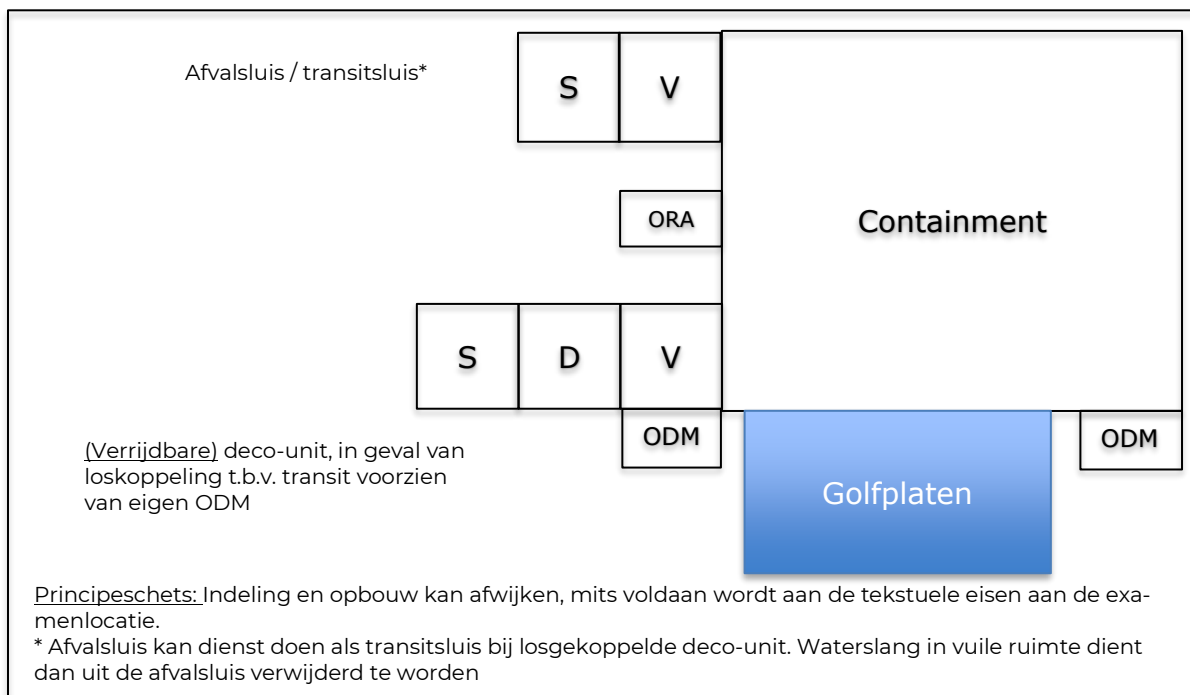 Afvalsluis / transitsluis*
S
V
ORA
Containment
S
D
V
ODM
ODM
(Verrijdbare) deco-unit, in geval van
loskoppeling t.b.v. transit voorzien
van eigen ODM
Golfplaten
Principeschets: Indeling en opbouw kan afwijken, mits voldaan wordt aan de tekstuele eisen aan de exa-
menlocatie.
* Afvalsluis kan dienst doen als transitsluis bij losgekoppelde deco-unit. Waterslang in vuile ruimte dient
dan uit de afvalsluis verwijderd te worden